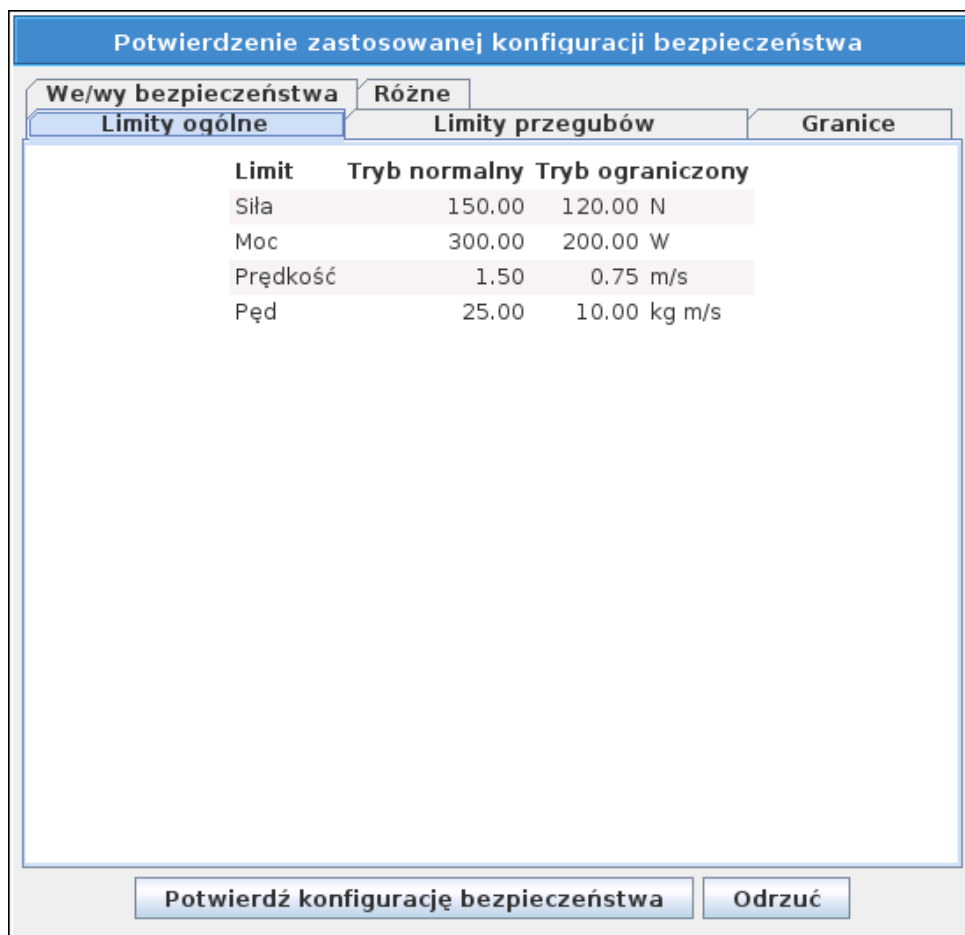 Potwierdzenie zastosowanej konfiguracji bezpieczeństwa
We/wy bezpieczeństwa Różne
Limity ogólne Limity przegubów Granice
Limit Tryb normalny Tryb ograniczony
Siła 150.00 120.00 N
Moc 300.00 200.00 W
Prędkość 1.50 0.75 m/s
Pęd 25.00 10.00 kg m/s
Potwierdź konfigurację bezpieczeństwa Odrzuć